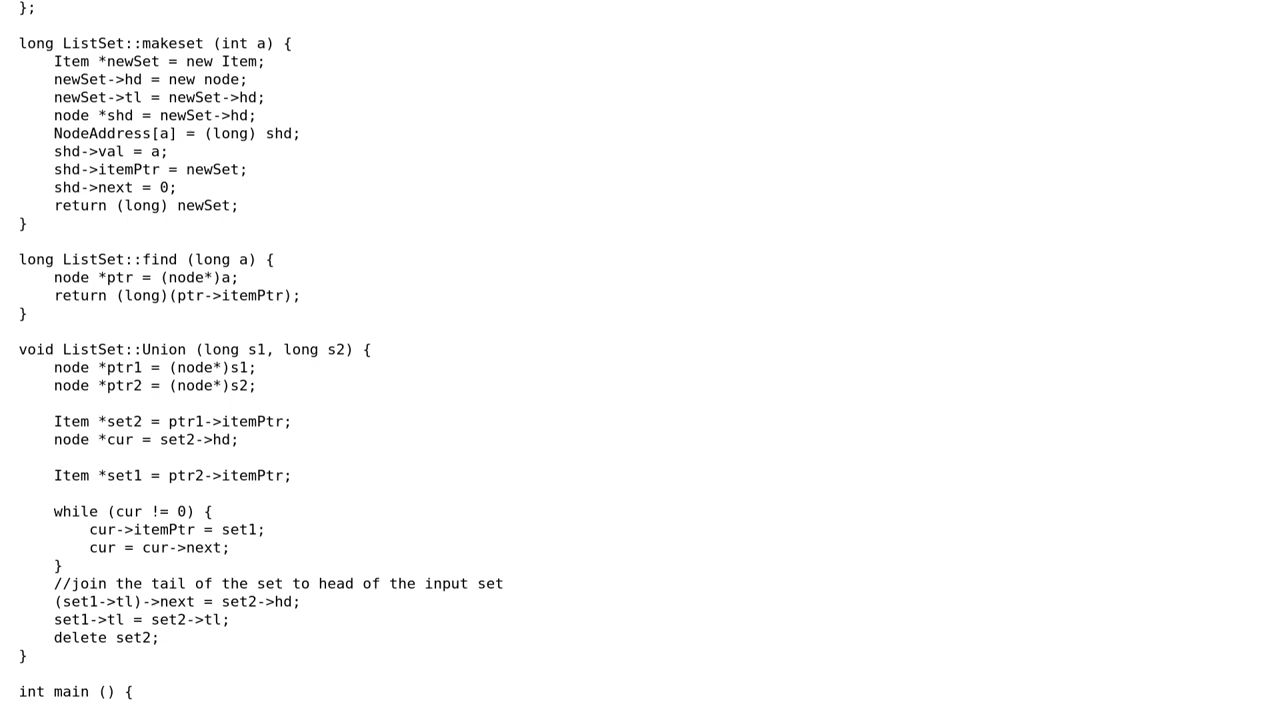 };
long ListSet::makeset (int a) {
    Item *newSet = new Item;
    newSet->hd = new node;
    newSet->tl = newSet->hd;
    node *shd = newSet->hd;
    NodeAddress[a] = (long) shd;
    shd->val = a;
    shd->itemPtr = newSet;
    shd->next = 0;
    return (long) newSet;
}
long ListSet::find (long a) {
    node *ptr = (node*)a;
    return (long)(ptr->itemPtr);
}
void ListSet::Union (long s1, long s2) {
    node *ptr1 = (node*)s1;
    node *ptr2 = (node*)s2;
    Item *set2 = ptr1->itemPtr;
    node *cur = set2->hd;
    Item *set1 = ptr2->itemPtr;
    while (cur != 0) {
        cur->itemPtr = set1;
        cur = cur->next;
    }
    //join the tail of the set to head of the input set
    (set1->tl)->next = set2->hd;
    set1->tl = set2->tl;
    delete set2;
}
int main () {